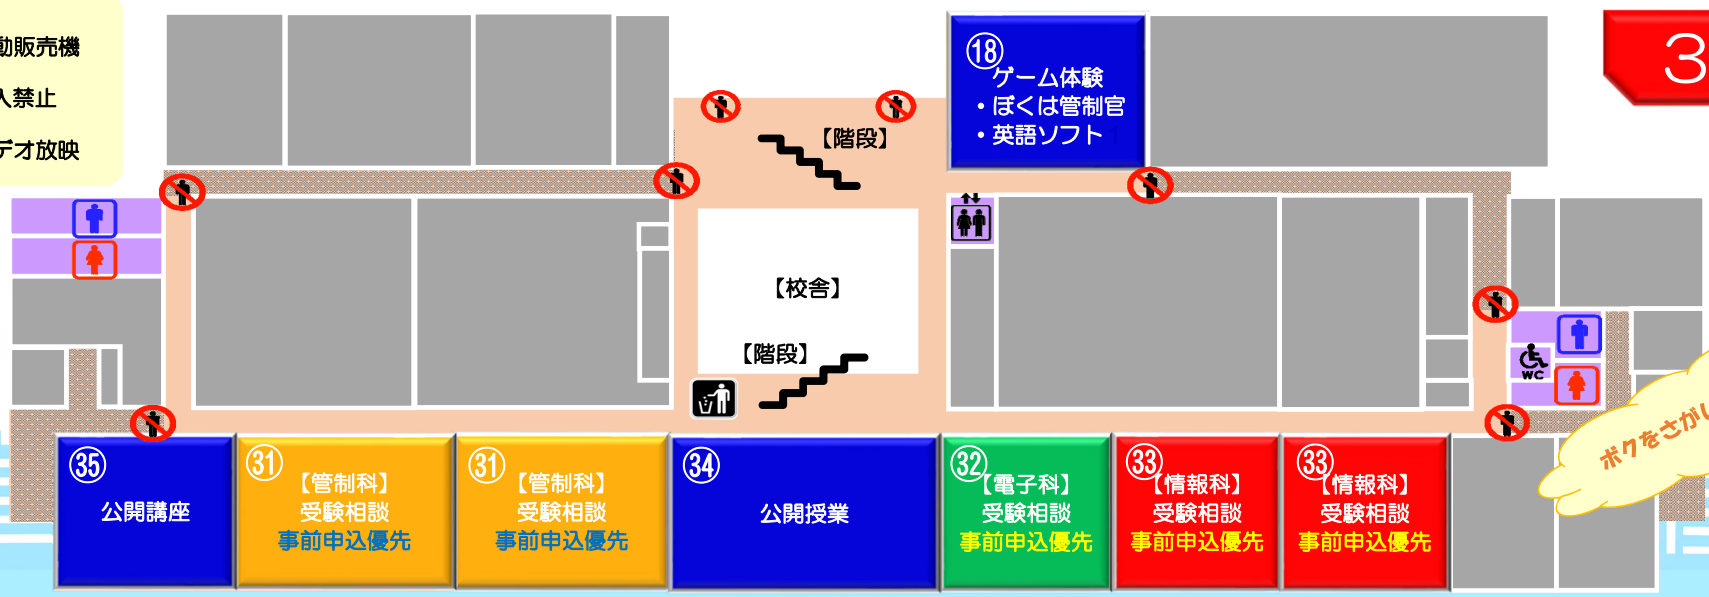 動販売機
入禁止
デオ放映
3
⑱
ゲーム体験
・ぼくは管制官
・英語ソフト
【階段】
【校舎】
【階段】
WC
ボクをさがし
㉟
公開講座
㉛
【管制科】
受験相談
事前申込優先
㉛
【管制科】
受験相談
事前申込優先
㉞
公開授業
㉜
【電子科】
受験相談
事前申込優先
㉝
【情報科】
受験相談
事前申込優先
㉝
【情報科】
受験相談
事前申込優先